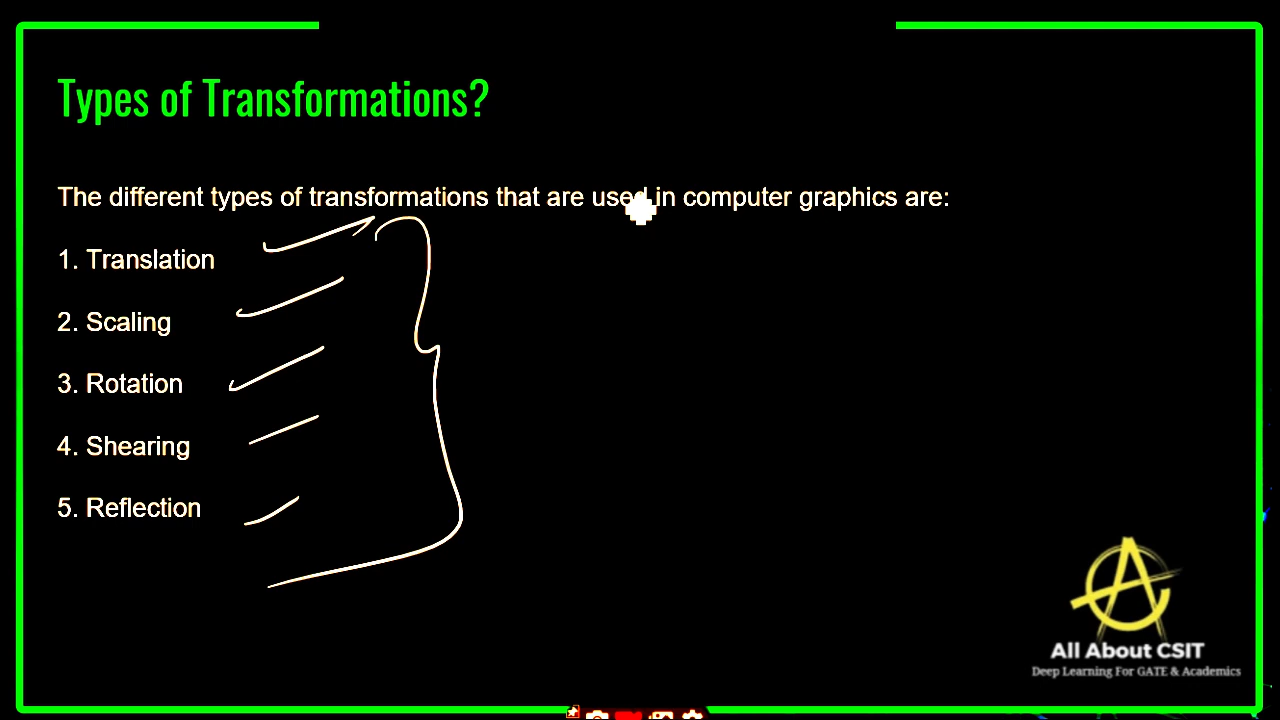 Types of Transformations?
The different types of transformations that are used in computer graphics are:
1. Translation
2. Scaling
3. Rotation
4. Shearing
5. Reflection
All About CSIT
Deep Learning For GATE & Academics